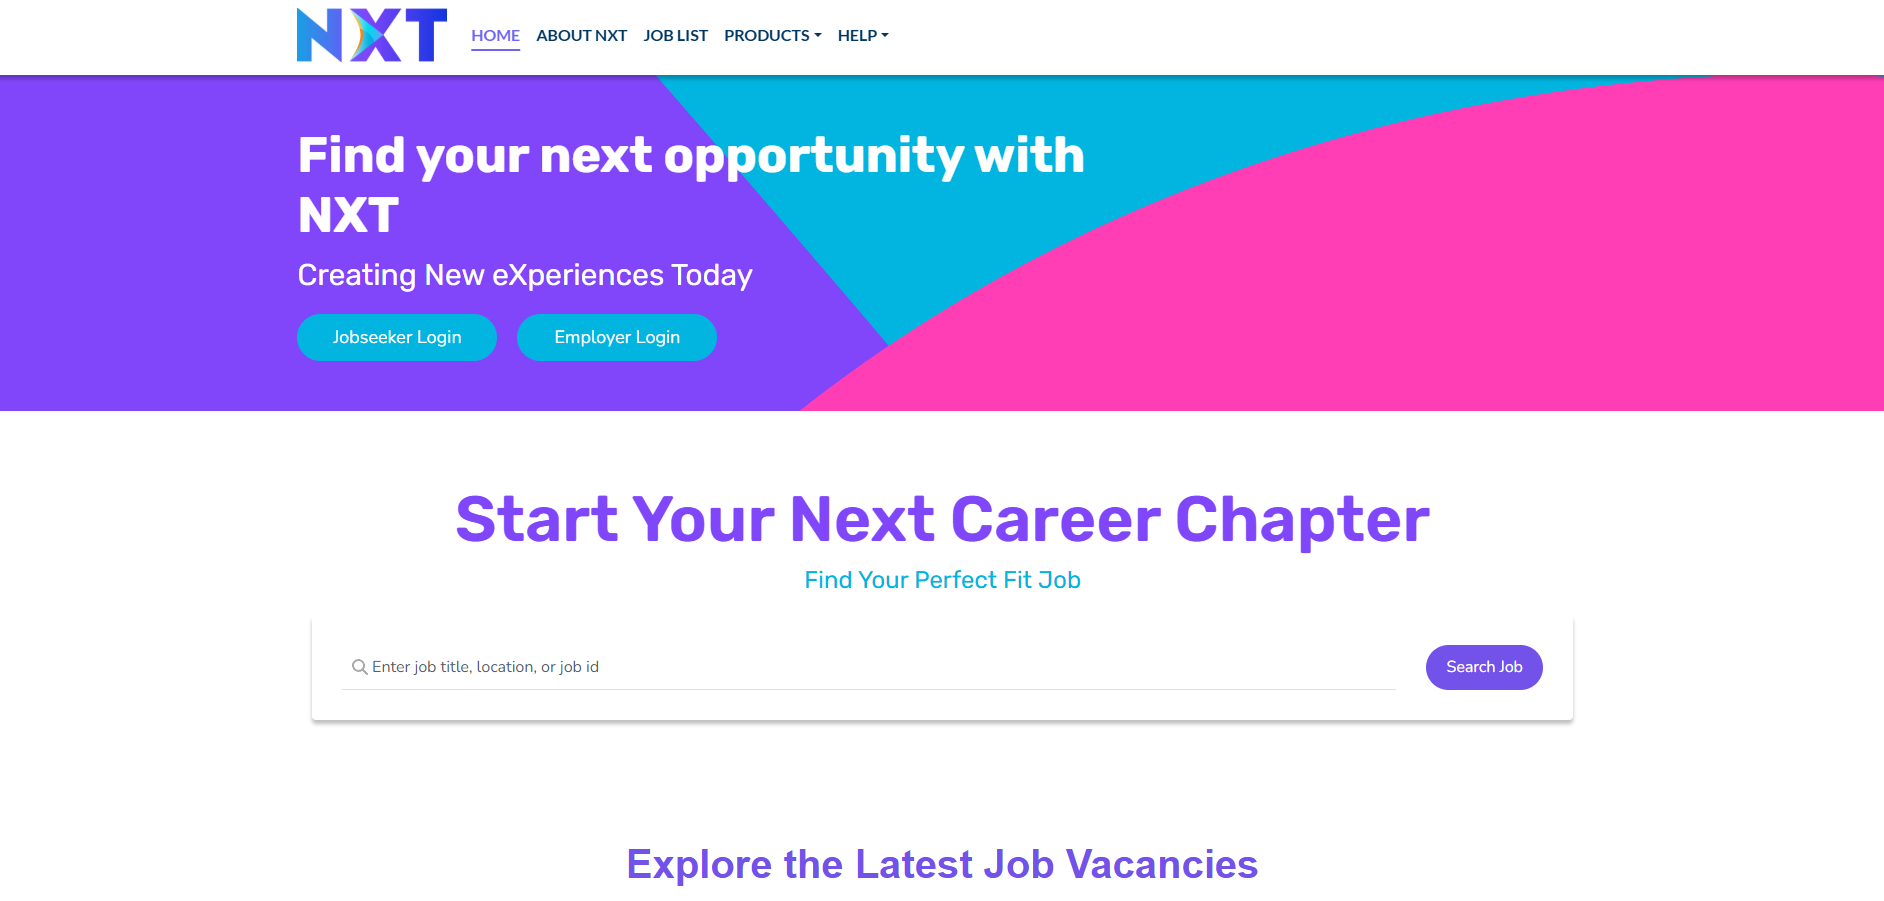 NXT
HOME ABOUT NXT JOB LIST PRODUCTS HELP
Find your next opportunity with
NXT
Creating New eXperiences Today
Jobseeker Login Employer Login
Start Your Next Career Chapter
Find Your Perfect Fit Job
Enter job title, location, or job id Search Job
Explore the Latest Job Vacancies